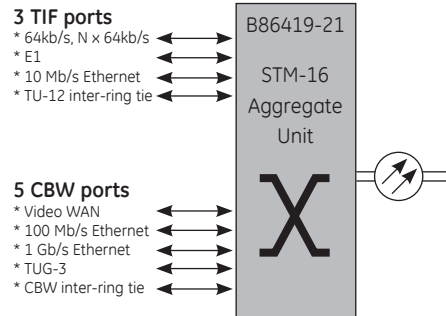 3 TIF ports
* 64kb/s, N x 64kb/s
* E1
* 10 Mb/s Ethernet
* TU-12 inter-ring tie
5 CBW ports
* Video WAN
* 100 Mb/s Ethernet
* 1 Gb/s Ethernet
* TUG-3
* CBW inter-ring tie
B86419-21
STM-16
Aggregate
Unit